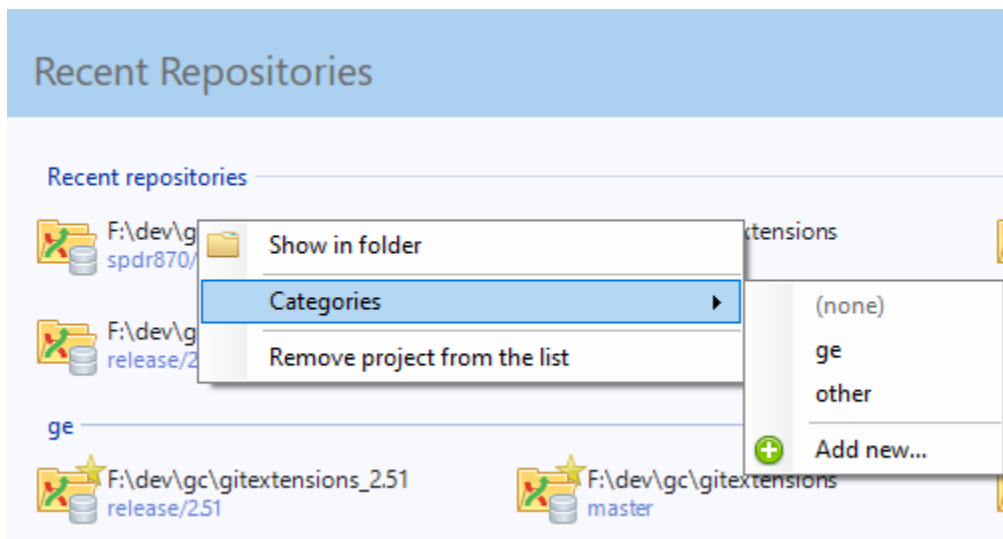 Recent Repositories
Recent repositories
F:\dev\g
spdr870/
xtensions
Show in folder
Categories
Remove project from the list
(none)
ge
other
Add new...
F:\dev\g
release/2
ge
F:\dev\gc\gitextensions_2.51
release/2.51
F:\dev\gc\gitextensions
master